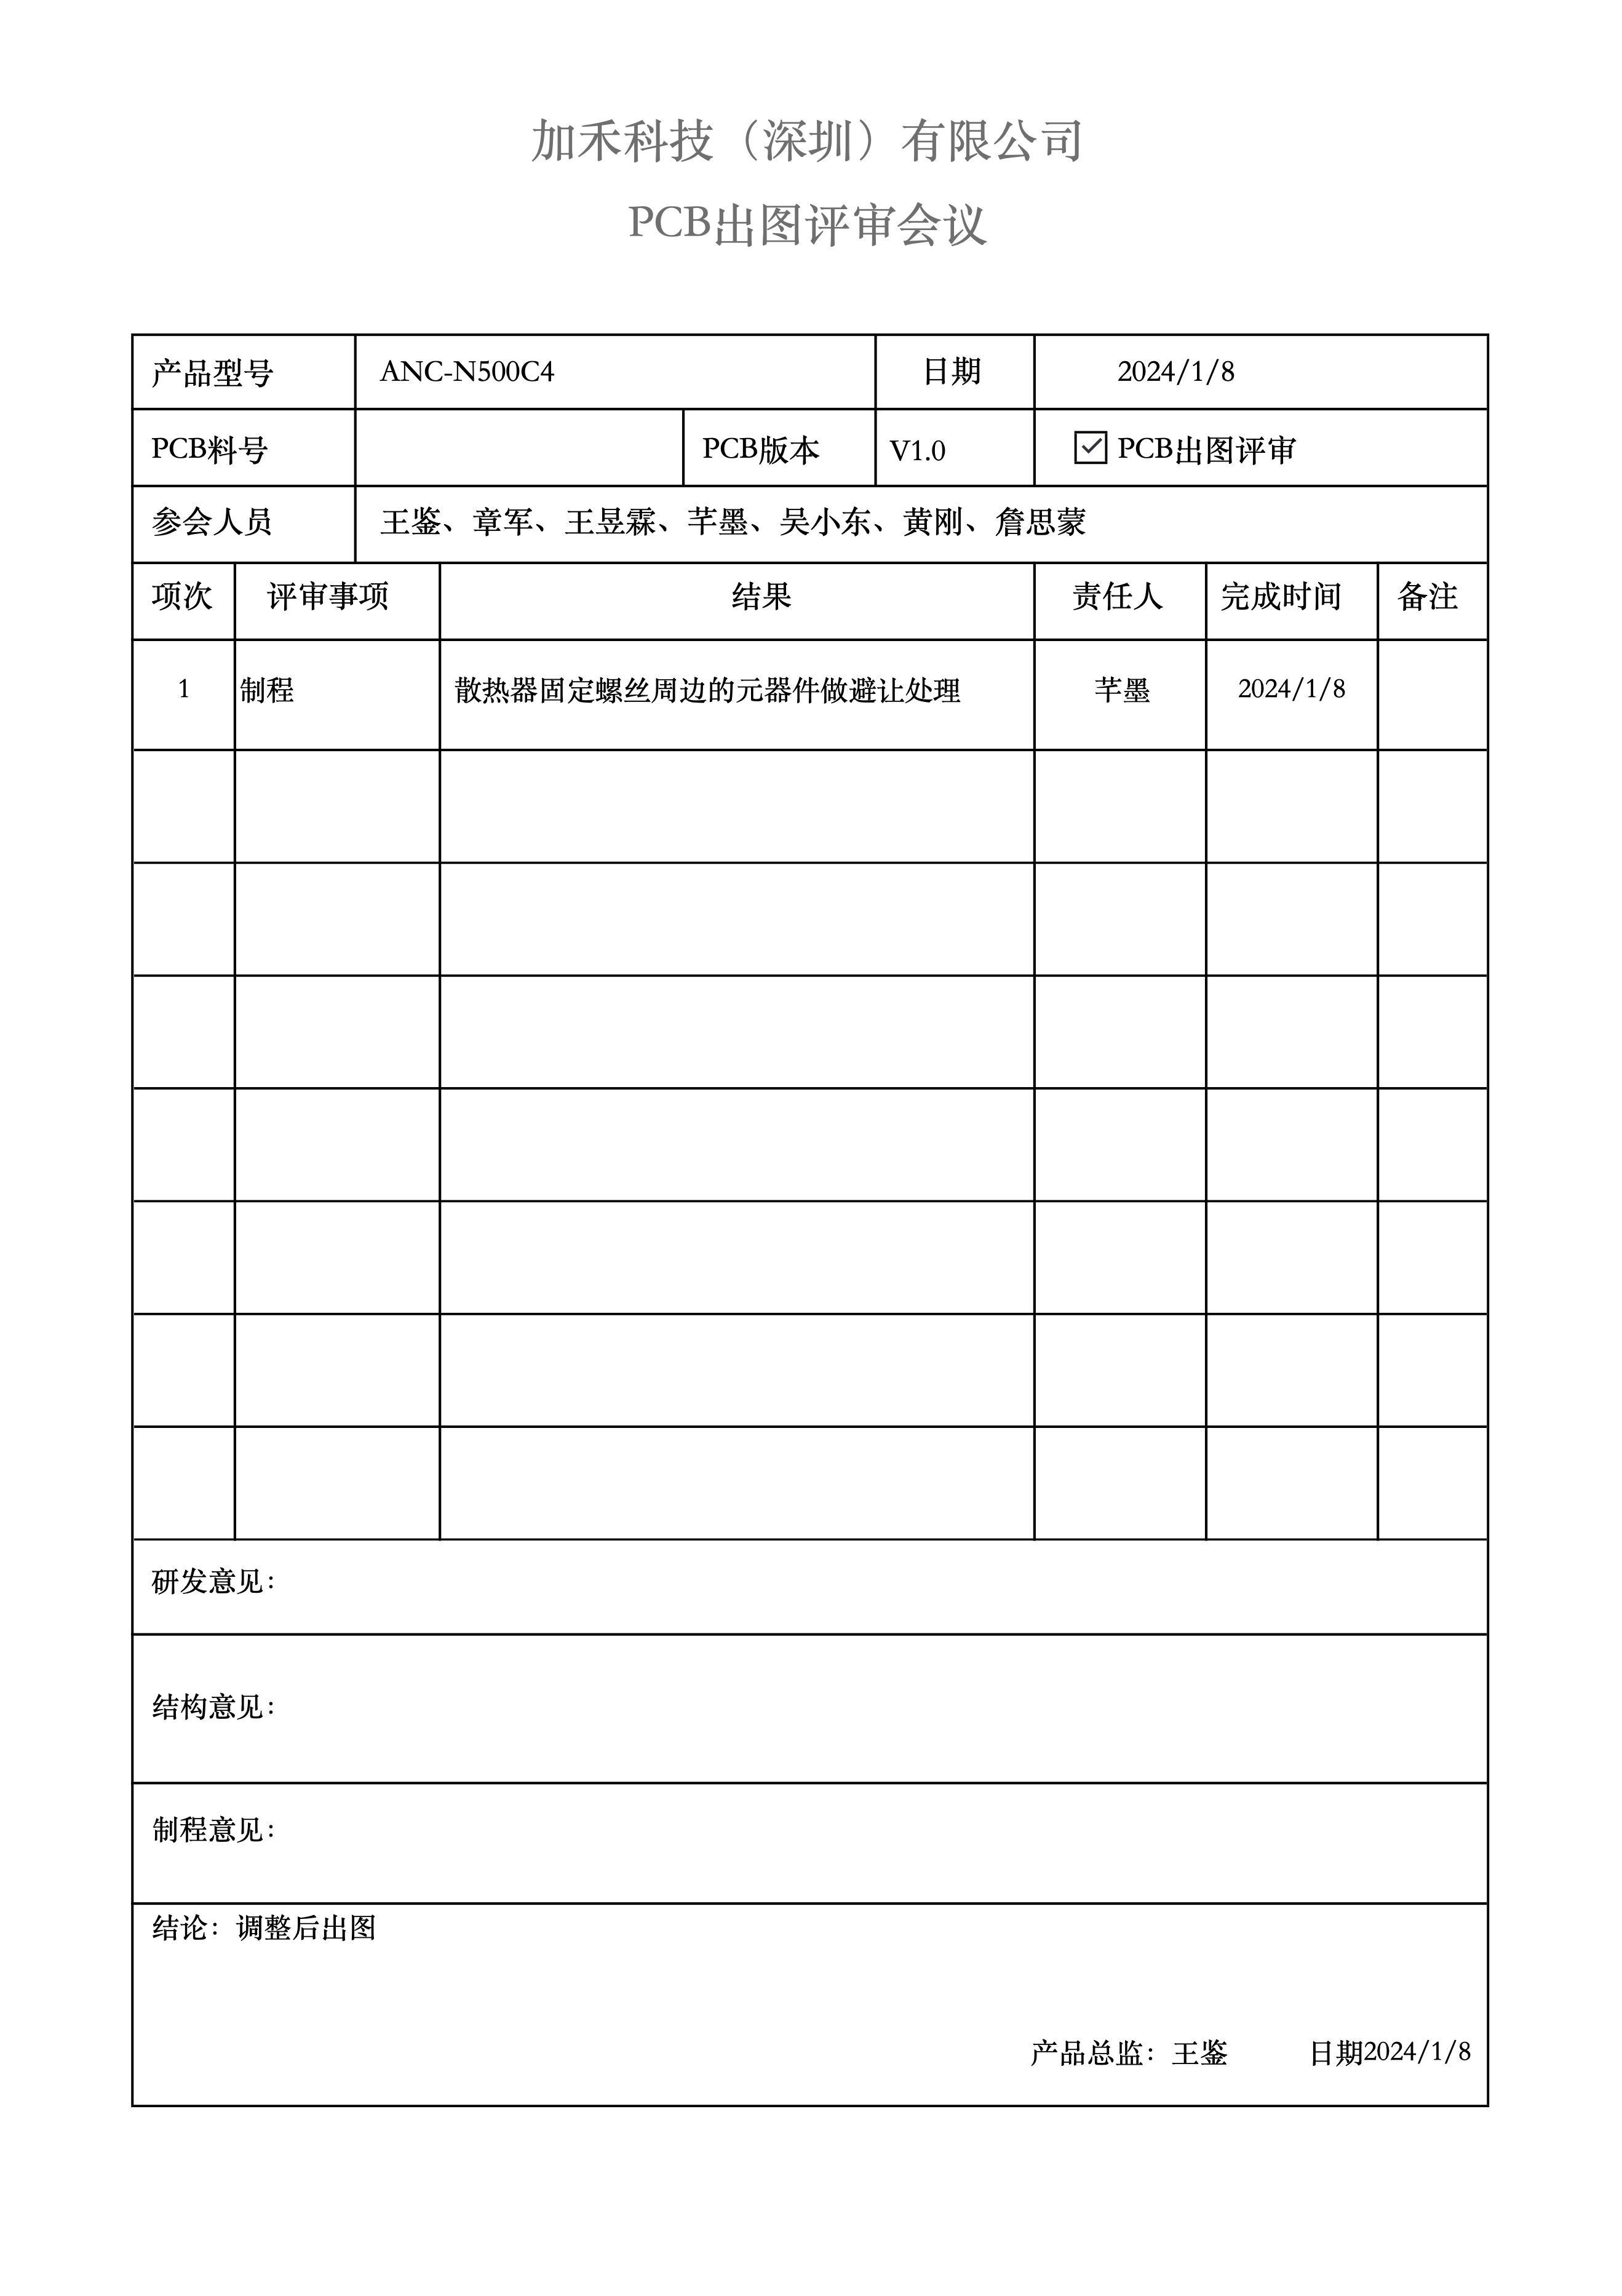 加禾科技（深圳）有限公司
PCB出图评审会议
产品型号 ANC-N500C4 日期 2024/1/8
PCB料号 PCB版本 V1.0 ☑ PCB出图评审
参会人员 王鉴、章军、王昱霖、芊墨、吴小东、黄刚、詹思蒙
项次 评审事项 结果 责任人 完成时间 备注
1 制程 散热器固定螺丝周边的元器件做避让处理 芊墨 2024/1/8
研发意见：
结构意见：
制程意见：
结论：调整后出图
产品总监：王鉴 日期2024/1/8